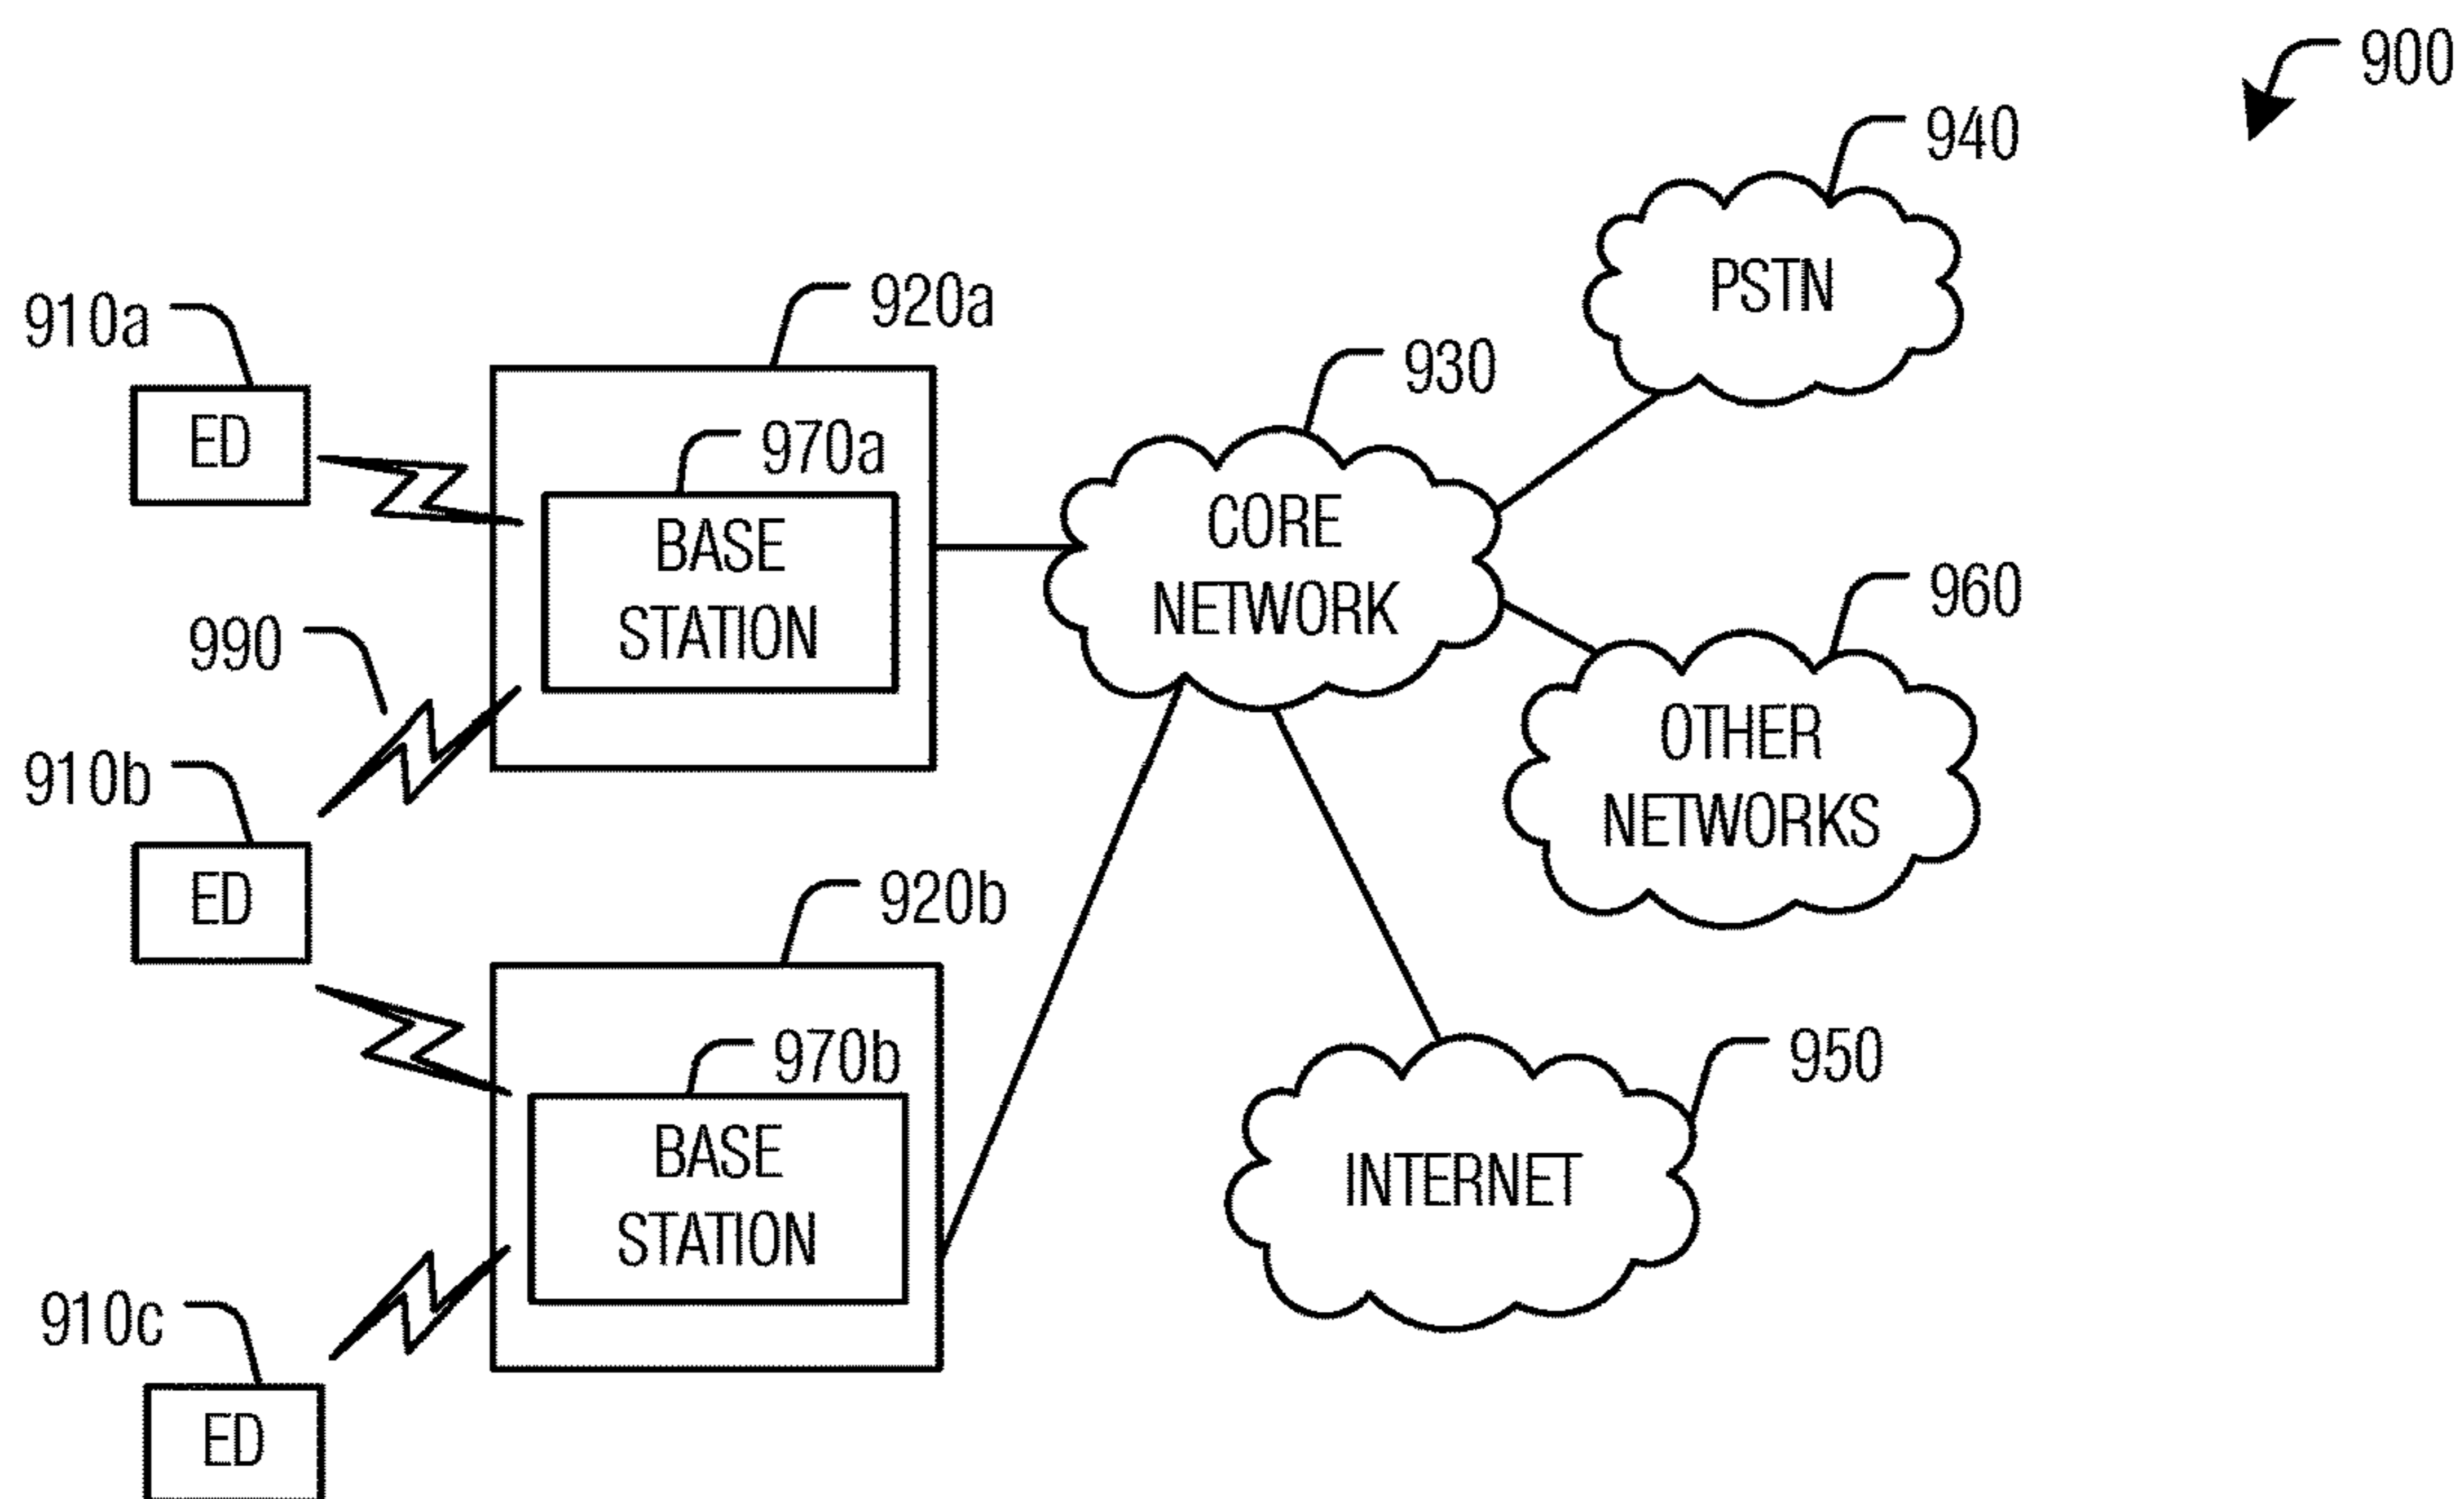 900
940
PSTN
920a
910a
930
ED
970a
CORE
NETWORK
BASE
STATION
960
990
OTHER
NETWORKS
910b
ED
920b
970b
950
BASE
STATION
INTERNET
910c
ED